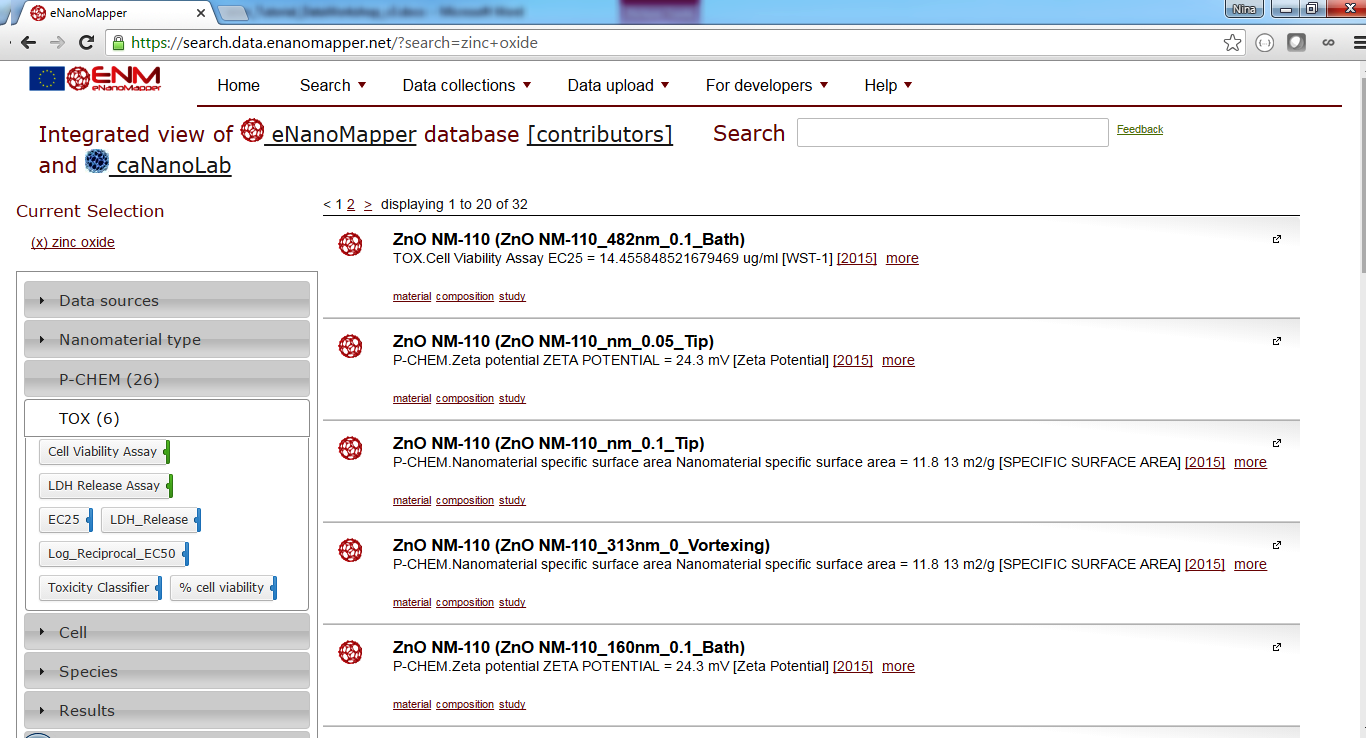 eNanoMapper
_Tutorial_DataWorkshop_v3.docx - Microsoft Word
Nina
https://search.data.enanomapper.net/?search=zinc+oxide
ENM
eNanoMapper
Home
Search
Data collections
Data upload
For developers
Help
Integrated view of eNanoMapper database [contributors]
and caNanoLab
Search
Feedback
Current Selection
(x) zinc oxide
Data sources
Nanomaterial type
P-CHEM (26)
TOX (6)
Cell Viability Assay
LDH Release Assay
EC25 LDH_Release
Log_Reciprocal_EC50
Toxicity Classifier % cell viability
Cell
Species
Results
< 1 2 > displaying 1 to 20 of 32
ZnO NM-110 (ZnO NM-110_482nm_0.1_Bath)
TOX.Cell Viability Assay EC25 = 14.455848521679469 ug/ml [WST-1] [2015] more
material composition study
ZnO NM-110 (ZnO NM-110_nm_0.05_Tip)
P-CHEM.Zeta potential ZETA POTENTIAL = 24.3 mV [Zeta Potential] [2015] more
material composition study
ZnO NM-110 (ZnO NM-110_nm_0.1_Tip)
P-CHEM.Nanomaterial specific surface area Nanomaterial specific surface area = 11.8 13 m2/g [SPECIFIC SURFACE AREA] [2015] more
material composition study
ZnO NM-110 (ZnO NM-110_313nm_0_Vortexing)
P-CHEM.Nanomaterial specific surface area Nanomaterial specific surface area = 11.8 13 m2/g [SPECIFIC SURFACE AREA] [2015] more
material composition study
ZnO NM-110 (ZnO NM-110_160nm_0.1_Bath)
P-CHEM.Zeta potential ZETA POTENTIAL = 24.3 mV [Zeta Potential] [2015] more
material composition study